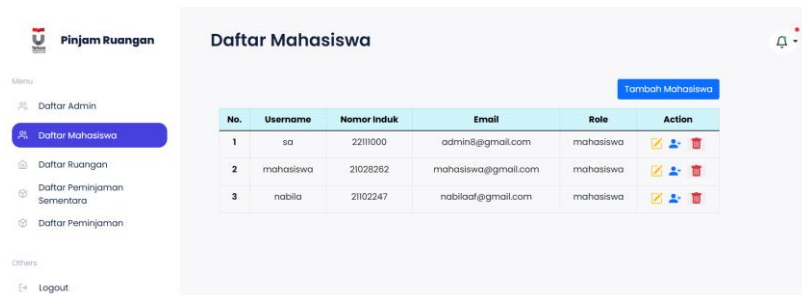 Pinjam Ruangan
Daftar Mahasiswa
Menu
Daftar Admin
Daftar Mahasiswa
Daftar Ruangan
Daftar Peminjaman
Sementara
Daftar Peminjaman
Others
Logout
Tambah Mahasiswa
No. Username Nomor Induk Email Role Action
1 sa 22111000 admin8@gmail.com mahasiswa
2 mahasiswa 21028262 mahasiswa@gmail.com mahasiswa
3 nabila 21102247 nabilaaf@gmail.com mahasiswa